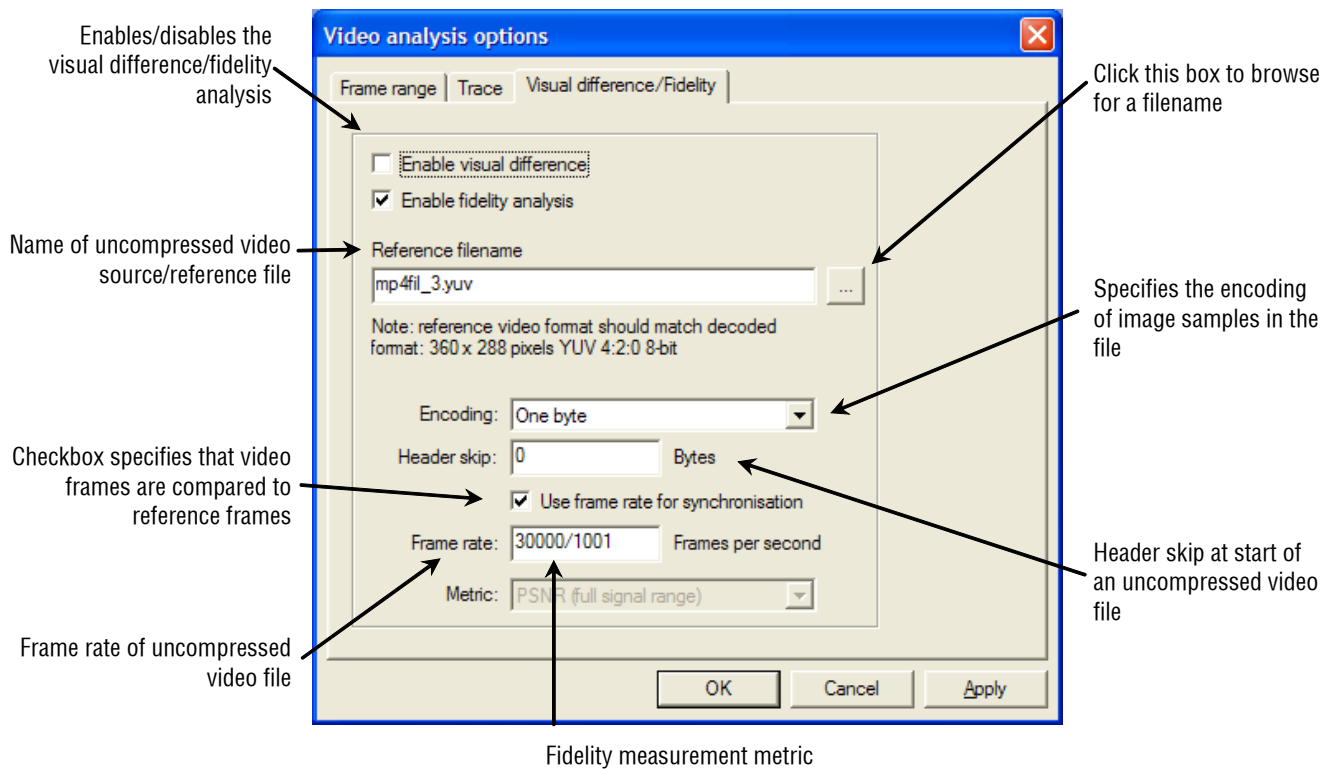 Enables/disables the
visual difference/fidelity
analysis
Name of uncompressed video
source/reference file
Checkbox specifies that video
frames are compared to
reference frames
Frame rate of uncompressed
video file
Video analysis options
Frame range
Trace
Visual difference/Fidelity
Enable visual difference
Enable fidelity analysis
Reference filename
mp4fil_3.yuv
...
Note: reference video format should match decoded
format: 360 x 288 pixels YUV 4:2:0 8-bit
Encoding: One byte
Header skip: 0 Bytes
Use frame rate for synchronisation
Frame rate: 30000/1001 Frames per second
Metric: PSNR (full signal range)
OK
Cancel
Apply
Click this box to browse
for a filename
Specifies the encoding
of image samples in the
file
Header skip at start of
an uncompressed video
file
Fidelity measurement metric